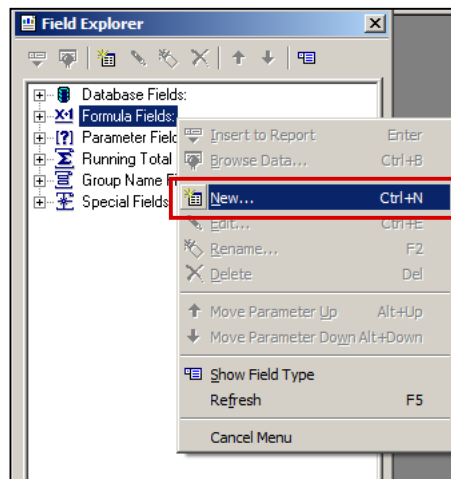 Field Explorer
Database Fields:
Formula Fields:
Parameter Field
Insert to Report Enter
Running Total
Browse Data... Ctrl+B
Group Name Fi
New... Ctrl+N
Special Fields
Edit... Ctrl+E
Rename... F2
Delete Del
Move Parameter Up Alt+Up
Move Parameter Down Alt+Down
Show Field Type
Refresh F5
Cancel Menu